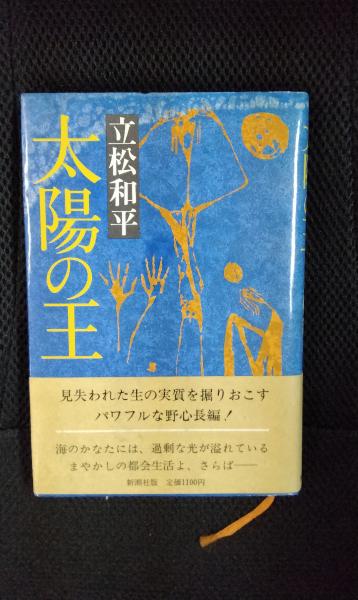 立松和平
太陽の王
見失われた生の実質を掘りおこす
パワフルな野心長編!
海のかなたには、過剰な光が溢れている
まやかしの都会生活よ、さらば──
新潮社版 定価1100円